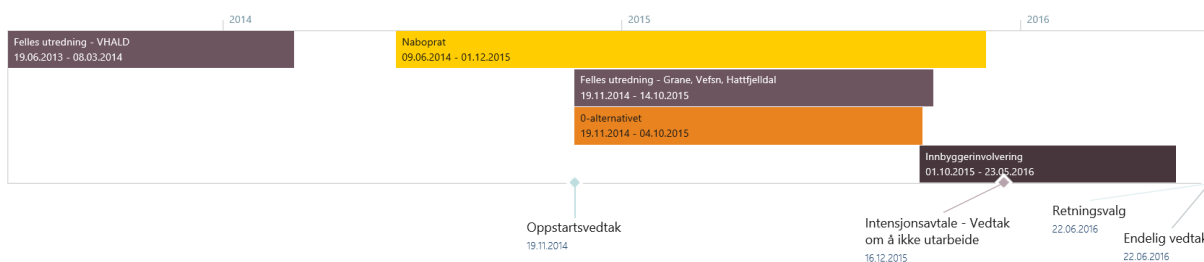 2014
2015
2016
Felles utredning - VHALD
19.06.2013 - 08.03.2014
Naboprat
09.06.2014 - 01.12.2015
Felles utredning - Grane, Vefsn, Hattfjelldal
19.11.2014 - 14.10.2015
0-alternativet
19.11.2014 - 04.10.2015
Innbyggerinvolvering
01.10.2015 - 23.05.2016
Oppstartsvedtak
19.11.2014
Intensjonsavtale - Vedtak
om å ikke utarbeide
16.12.2015
Retningsvalg
22.06.2016
Endelig vedtak
22.06.2016